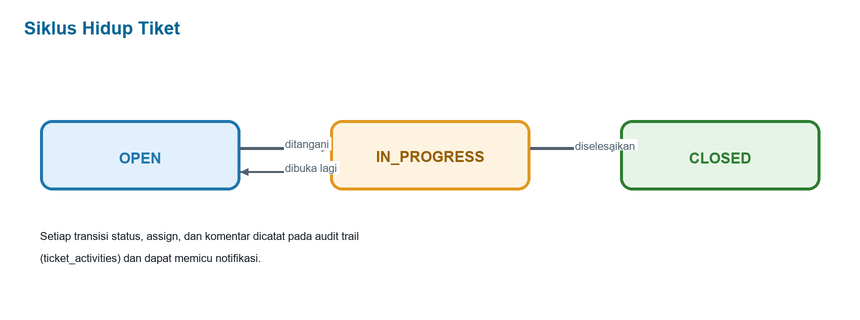 Siklus Hidup Tiket
ditangani
diselesaikan
OPEN
IN_PROGRESS
CLOSED
dibuka lagi
Setiap transisi status, assign, dan komentar dicatat pada audit trail
(ticket_activities) dan dapat memicu notifikasi.